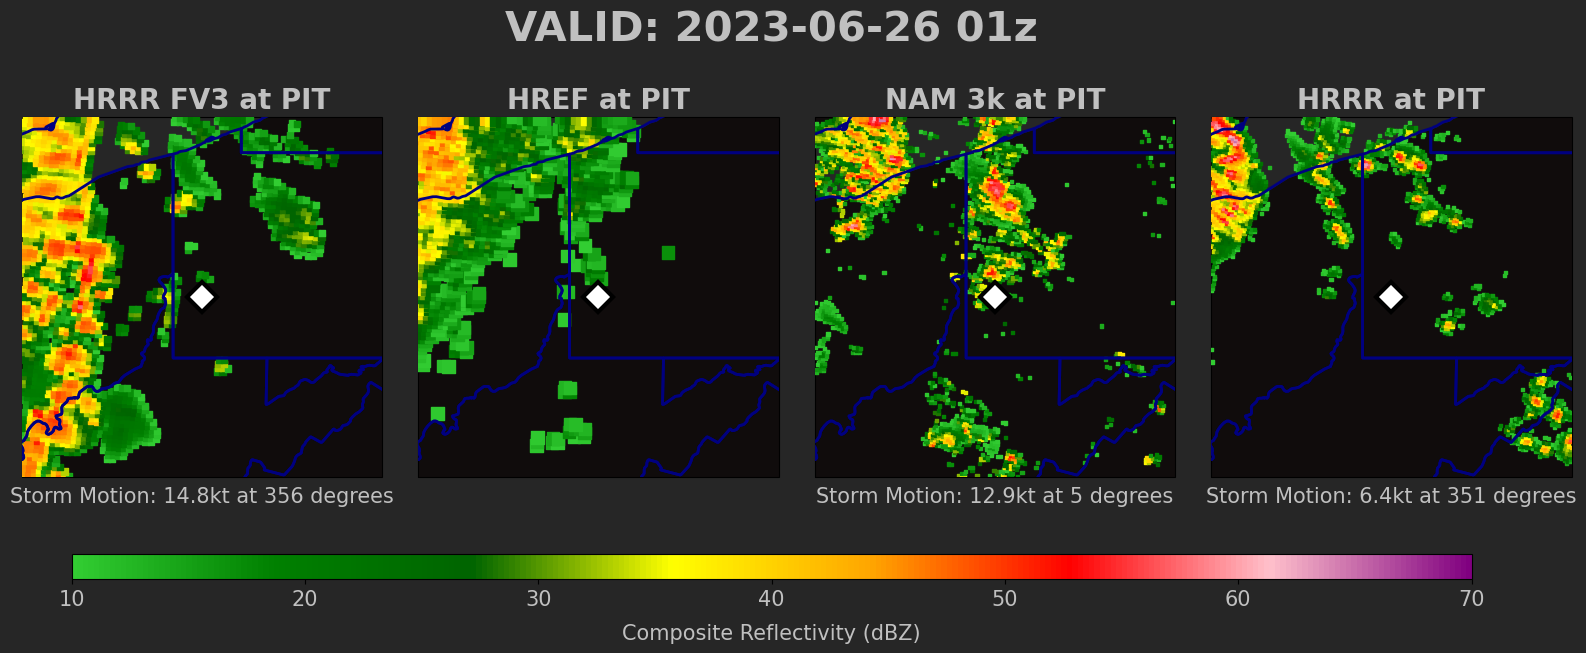 VALID: 2023-06-26 01z
HRRR FV3 at PIT
HREF at PIT
NAM 3k at PIT
HRRR at PIT
Storm Motion: 14.8kt at 356 degrees
Storm Motion: 12.9kt at 5 degrees
Storm Motion: 6.4kt at 351 degrees
10 20 30 40 50 60 70
Composite Reflectivity (dBZ)